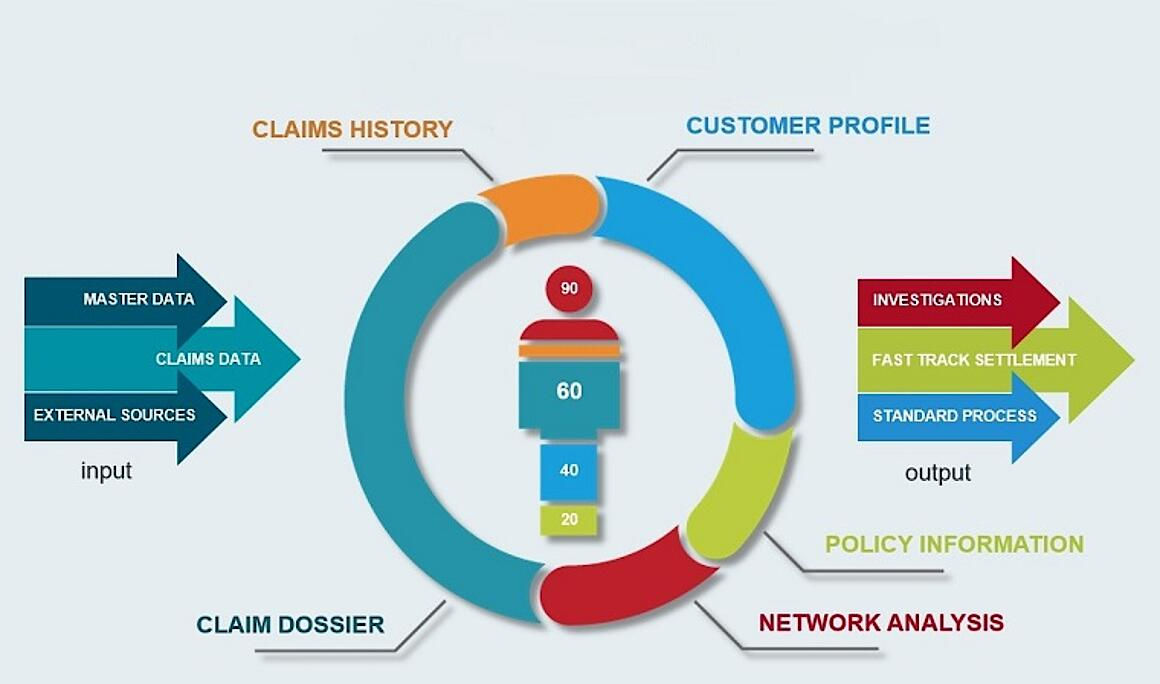 CLAIMS HISTORY
CUSTOMER PROFILE
MASTER DATA
CLAIMS DATA
EXTERNAL SOURCES
input
90
60
40
20
INVESTIGATIONS
FAST TRACK SETTLEMENT
STANDARD PROCESS
output
POLICY INFORMATION
NETWORK ANALYSIS
CLAIM DOSSIER